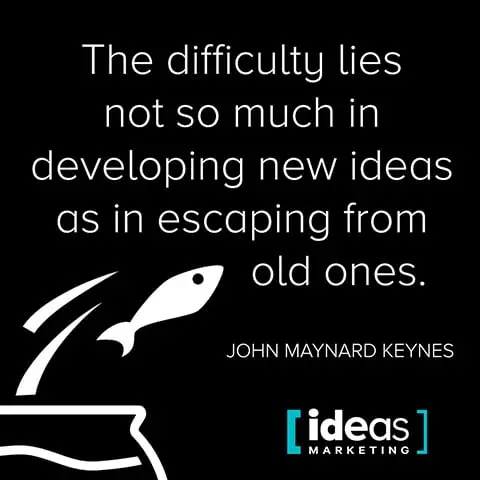 The difficulty lies
not so much in
developing new ideas
as in escaping from
old ones.
JOHN MAYNARD KEYNES
[ideas]
MARKETING